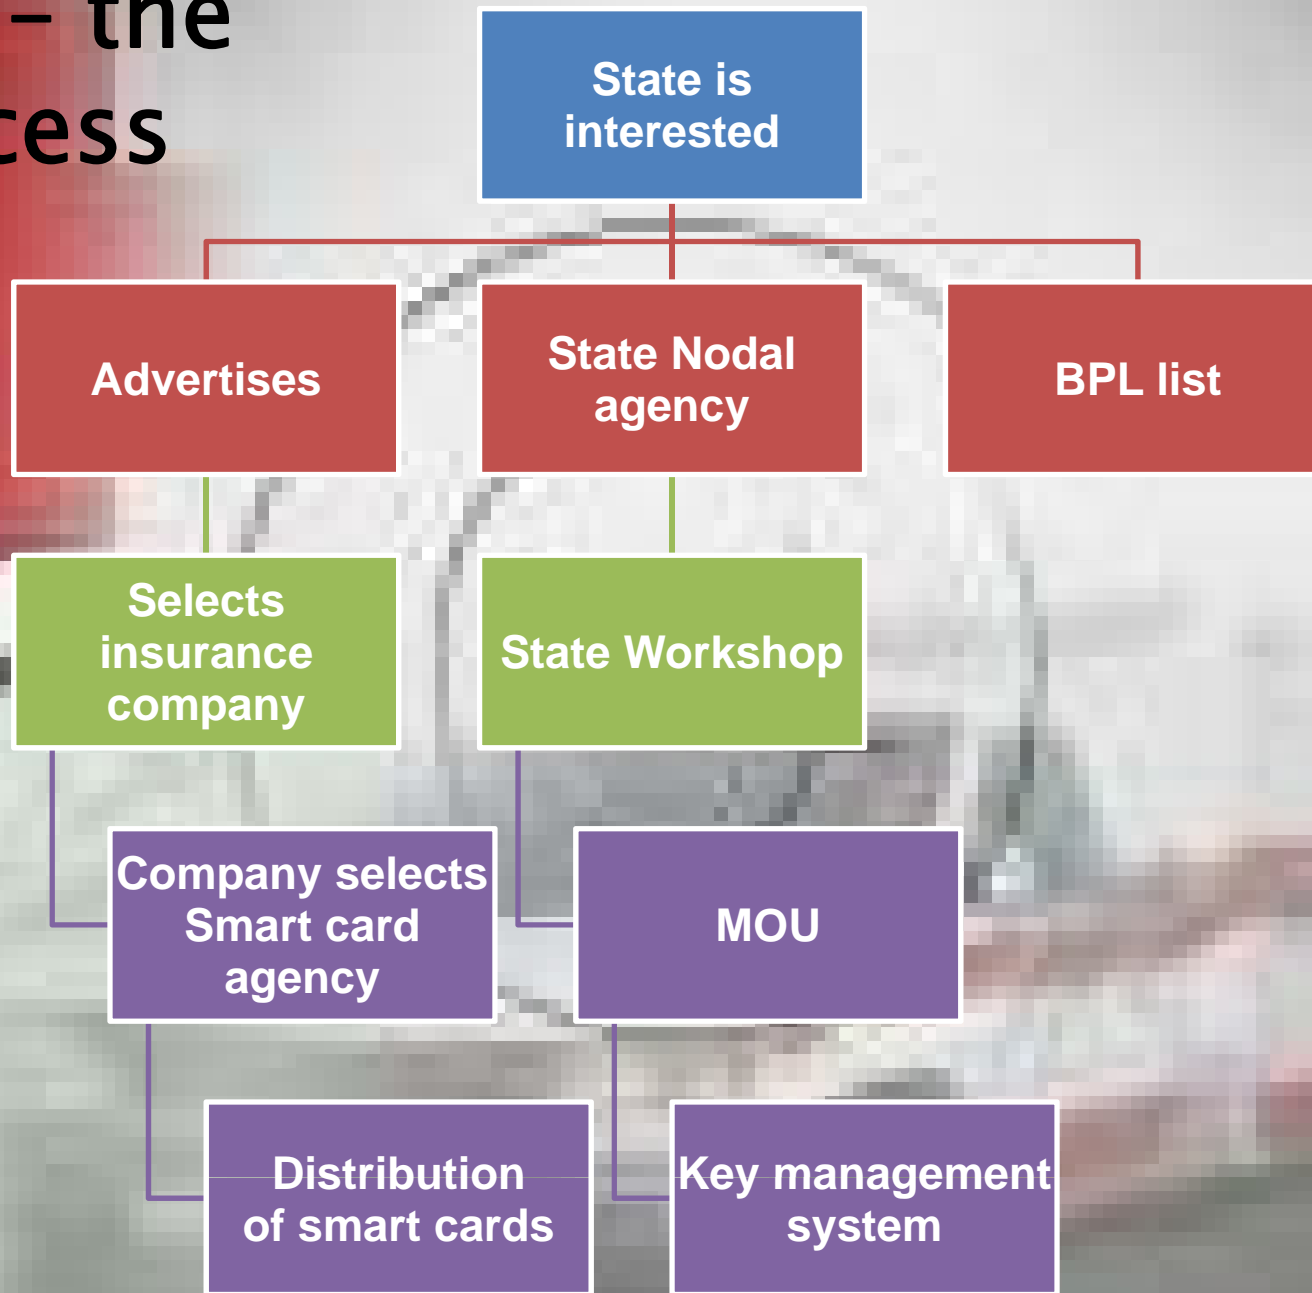 – the
cess
State is
interested
Advertises
State Nodal
agency
BPL list
Selects
insurance
company
State Workshop
Company selects
Smart card
agency
MOU
Distribution
of smart cards
Key management
system